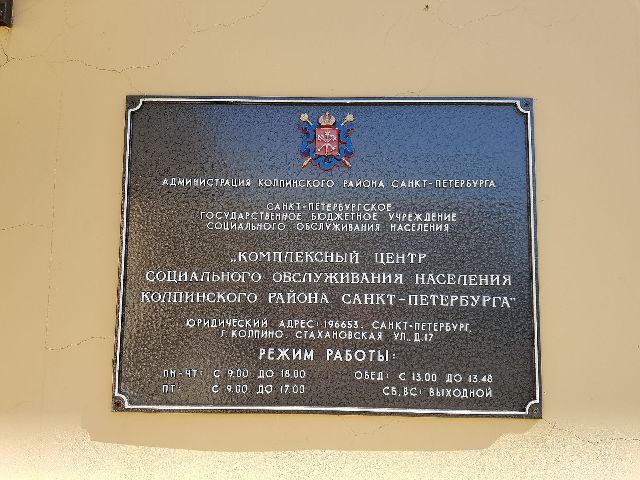 АДМИНИСТРАЦИЯ КОЛПИНСКОГО РАЙОНА САНКТ-ПЕТЕРБУРГА
САНКТ-ПЕТЕРБУРГСКОЕ
ГОСУДАРСТВЕННОЕ БЮДЖЕТНОЕ УЧРЕЖДЕНИЕ
СОЦИАЛЬНОГО ОБСЛУЖИВАНИЯ НАСЕЛЕНИЯ
„КОМПЛЕКСНЫЙ ЦЕНТР
СОЦИАЛЬНОГО ОБСЛУЖИВАНИЯ НАСЕЛЕНИЯ
КОЛПИНСКОГО РАЙОНА САНКТ-ПЕТЕРБУРГА"
ЮРИДИЧЕСКИЙ АДРЕС: 196653, САНКТ-ПЕТЕРБУРГ,
Г. КОЛПИНО, СТАХАНОВСКАЯ УЛ., Д.17
РЕЖИМ РАБОТЫ:
ПН-ЧТ: С 9.00 ДО 18.00 ОБЕД: С 13.00 ДО 13.48
ПТ: С 9.00 ДО 17.00 СБ, ВС: ВЫХОДНОЙ